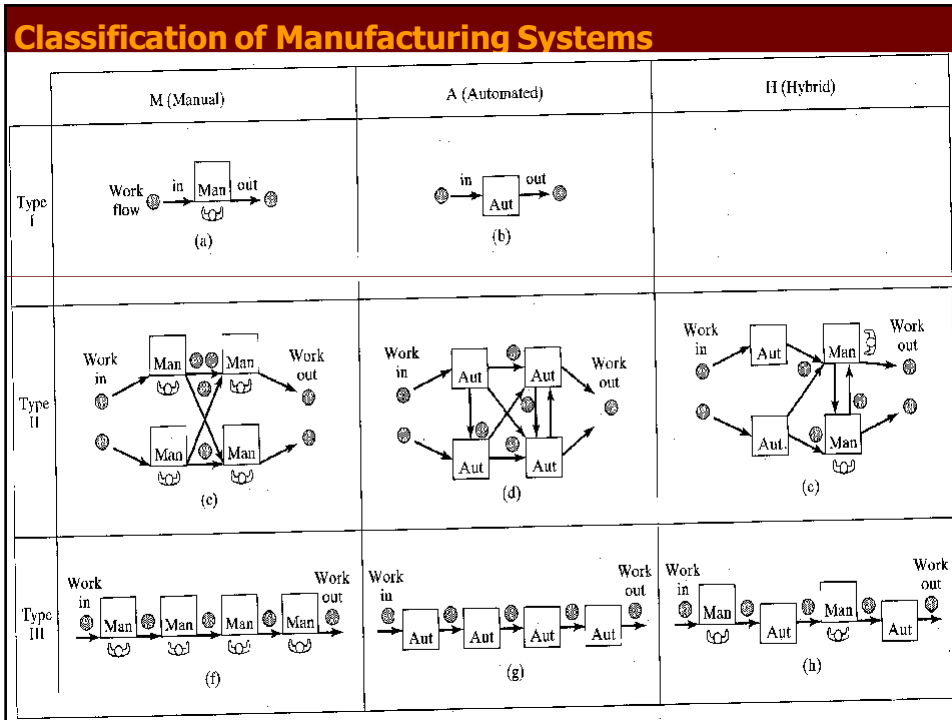 Classification of Manufacturing Systems
M (Manual)
A (Automated)
H (Hybrid)
Type
I
Work
flow
in
Man
out
(a)
in
Aut
out
(b)
Type
II
Work
in
Man
Man
Work
out
Man
Man
(c)
Work
in
Aut
Aut
Work
out
Aut
Aut
(d)
Work
in
Aut
Man
Work
out
Aut.
Man
(e)
Type
III
Work
in
Man
Man
Man
Man
Work
out
(f)
Work
in
Aut
Aut
Aut
Aut
Work
out
(g)
Work
in
Man
Aut
Man
Aut
Work
out
(h)